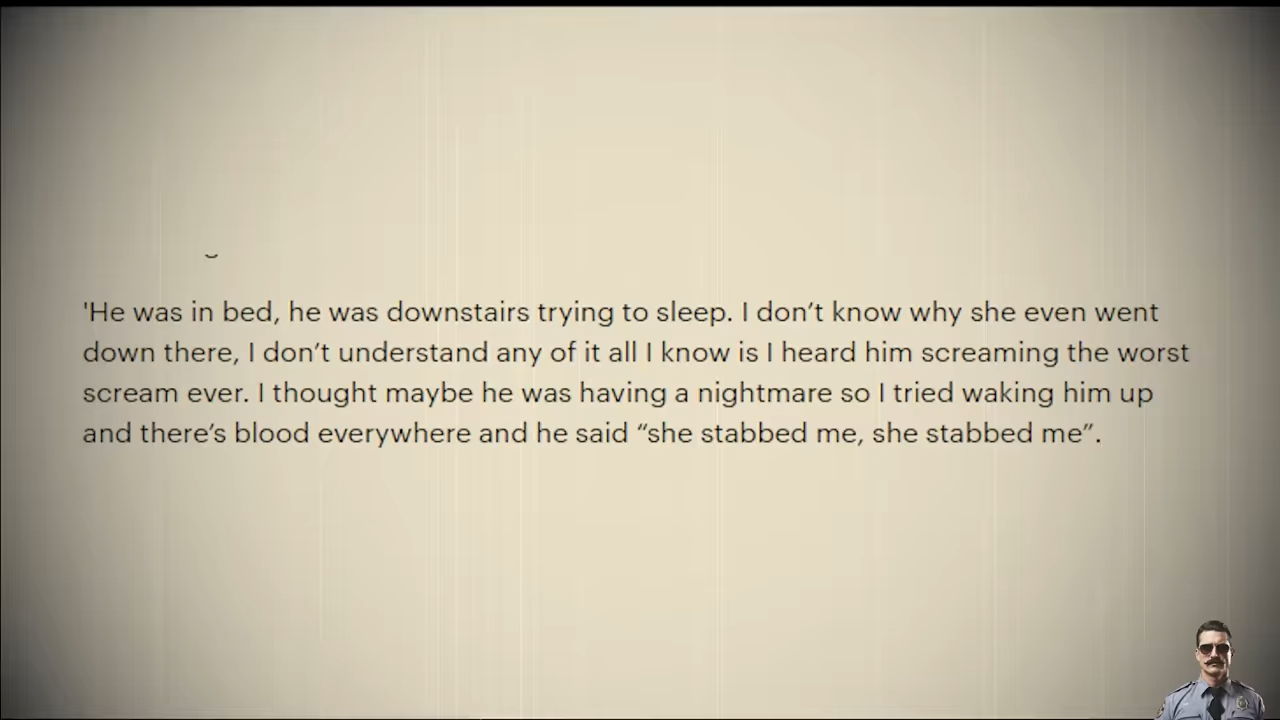 'He was in bed, he was downstairs trying to sleep. I don’t know why she even went
down there, I don’t understand any of it all I know is I heard him screaming the worst
scream ever. I thought maybe he was having a nightmare so I tried waking him up
and there’s blood everywhere and he said “she stabbed me, she stabbed me”.